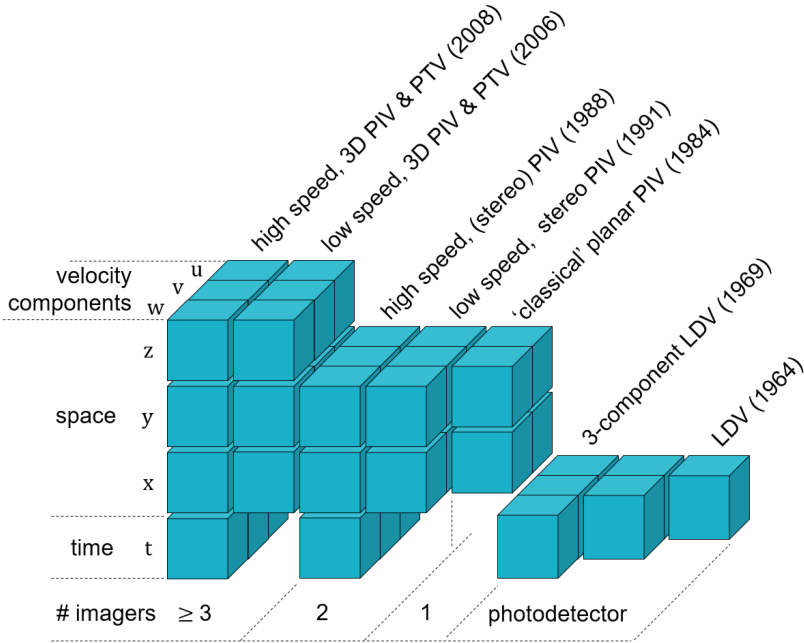 high speed, 3D PIV & PTV (2008)
low speed, 3D PIV & PTV (2006)
high speed, (stereo) PIV (1988)
low speed, stereo PIV (1991)
‘classical’ planar PIV (1984)
3-component LDV (1969)
LDV (1964)
velocity
components
u
v
w
z
space y
x
time t
# imagers ≥ 3 2 1 photodetector